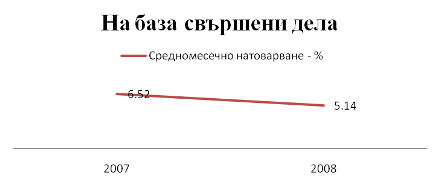 На база свършени дела
Средномесечно натоварване - %
6.52
5.14
2007 2008